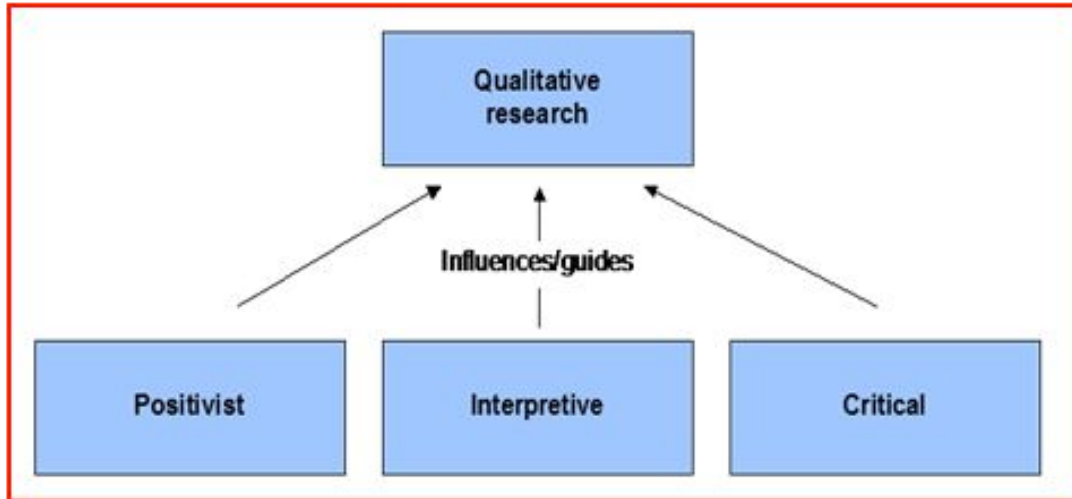 Qualitative
research
Influences/guides
Positivist
Interpretive
Critical